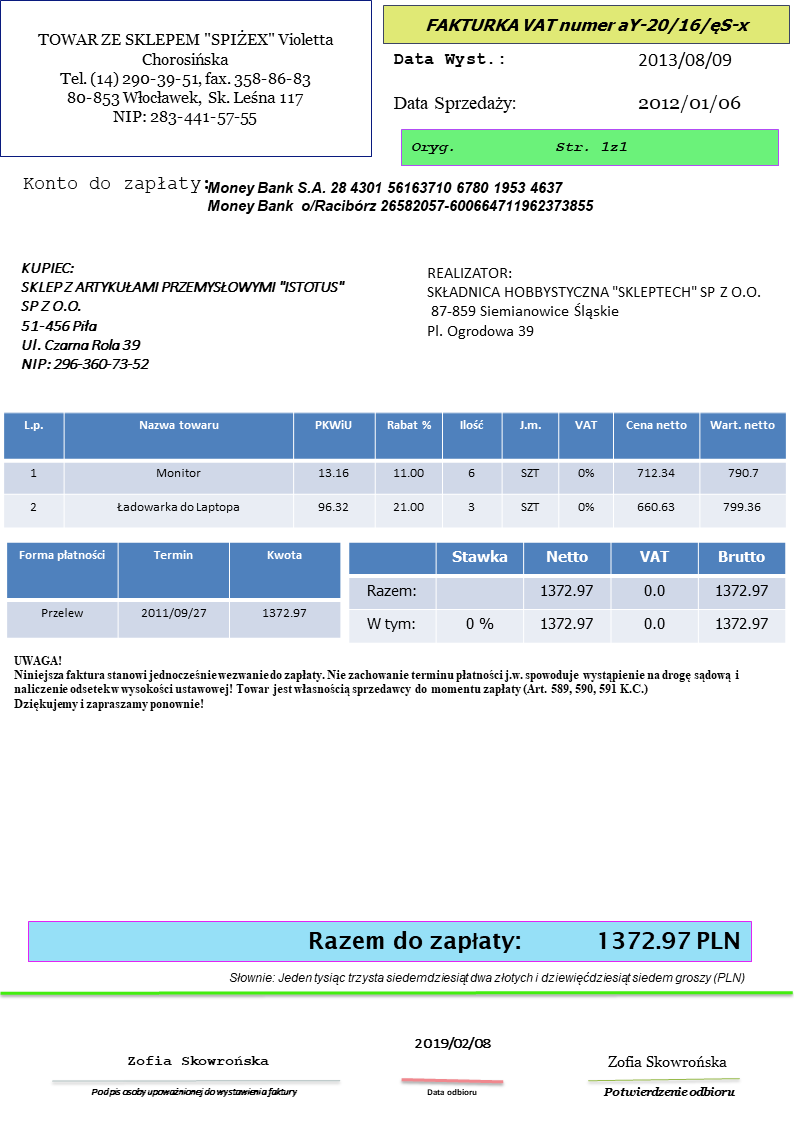 TOWAR ZE SKLEPEM "SPIŻEX" Violetta
Chorosińska
Tel. (14) 290-39-51, fax. 358-86-83
80-853 Włocławek, Sk. Leśna 117
NIP: 283-441-57-55
FAKTURKA VAT numer aY-20/16/ęS-x
Data Wyst.: 2013/08/09
Data Sprzedaży: 2012/01/06
Oryg. Str. 1z1
Konto do zapłaty:
Money Bank S.A. 28 4301 56163710 6780 1953 4637
Money Bank o/Racibórz 26582057-600664711962373855
KUPIEC:
SKLEP Z ARTYKUŁAMI PRZEMYSŁOWYMI "ISTOTUS"
SP Z O.O.
51-456 Piła
Ul. Czarna Rola 39
NIP: 296-360-73-52
REALIZATOR:
SKŁADNICA HOBBYSTYCZNA "SKLEPTECH" SP Z O.O.
87-859 Siemianowice Śląskie
Pl. Ogrodowa 39
L.p. Nazwa towaru PKWiU Rabat % Ilość J.m. VAT Cena netto Wart. netto
1 Monitor 13.16 11.00 6 SZT 0% 712.34 790.7
2 Ładowarka do Laptopa 96.32 21.00 3 SZT 0% 660.63 799.36
Forma płatności Termin Kwota
Przelew 2011/09/27 1372.97
Stawka Netto VAT Brutto
Razem: 1372.97 0.0 1372.97
W tym: 0 % 1372.97 0.0 1372.97
UWAGA!
Niniejsza faktura stanowi jednocześnie wezwanie do zapłaty. Nie zachowanie terminu płatności j.w. spowoduje wystąpienie na drogę sądową i
naliczenie odsetek w wysokości ustawowej! Towar jest własnością sprzedawcy do momentu zapłaty (Art. 589, 590, 591 K.C.)
Dziękujemy i zapraszamy ponownie!
Razem do zapłaty: 1372.97 PLN
Słownie: Jeden tysiąc trzysta siedemdziesiąt dwa złotych i dziewięćdziesiąt siedem groszy (PLN)
Zofia Skowrońska
Podpis osoby upoważnionej do wystawienia faktury
2019/02/08
Data odbioru
Zofia Skowrońska
Potwierdzenie odbioru